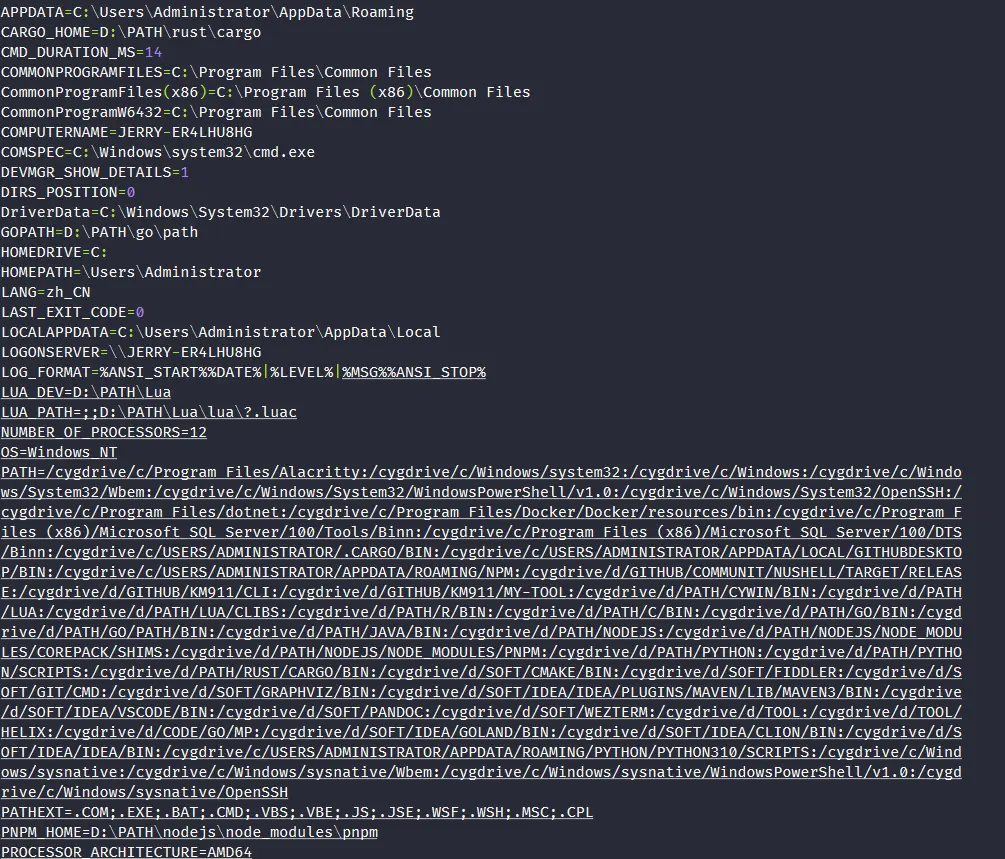 APPDATA=C:\Users\Administrator\AppData\Roaming
CARGO_HOME=D:\PATH\rust\cargo
CMD_DURATION_MS=14
COMMONPROGRAMFILES=C:\Program Files\Common Files
CommonProgramFiles(x86)=C:\Program Files (x86)\Common Files
CommonProgramW6432=C:\Program Files\Common Files
COMPUTERNAME=JERRY-ER4LHU8HG
COMSPEC=C:\Windows\system32\cmd.exe
DEVMGR_SHOW_DETAILS=1
DIRS_POSITION=0
DriverData=C:\Windows\System32\Drivers\DriverData
GOPATH=D:\PATH\go\path
HOMEDRIVE=C:
HOMEPATH=\Users\Administrator
LANG=zh_CN
LAST_EXIT_CODE=0
LOCALAPPDATA=C:\Users\Administrator\AppData\Local
LOGONSERVER=\\JERRY-ER4LHU8HG
LOG_FORMAT=%ANSI_START%%DATE%|%LEVEL%|%MSG%%ANSI_STOP%
LUA_DEV=D:\PATH\Lua
LUA_PATH=;;D:\PATH\Lua\lua\?.luac
NUMBER_OF_PROCESSORS=12
OS=Windows_NT
PATH=/cygdrive/c/Program Files/Alacritty:/cygdrive/c/Windows/system32:/cygdrive/c/Windows:/cygdrive/c/Windo
ws/System32/Wbem:/cygdrive/c/Windows/System32/WindowsPowerShell/v1.0:/cygdrive/c/Windows/System32/OpenSSH:/
cygdrive/c/Program Files/dotnet:/cygdrive/c/Program Files/Docker/Docker/resources/bin:/cygdrive/c/Program F
iles (x86)/Microsoft SQL Server/100/Tools/Binn:/cygdrive/c/Program Files (x86)/Microsoft SQL Server/100/DTS
/Binn:/cygdrive/c/USERS/ADMINISTRATOR/.CARGO/BIN:/cygdrive/c/USERS/ADMINISTRATOR/APPDATA/LOCAL/GITHUBDESKTO
P/BIN:/cygdrive/c/USERS/ADMINISTRATOR/APPDATA/ROAMING/NPM:/cygdrive/d/GITHUB/COMMUNIT/NUSHELL/TARGET/RELEAS
E:/cygdrive/d/GITHUB/KM911/CLI:/cygdrive/d/GITHUB/KM911/MY-TOOL:/cygdrive/d/PATH/CYWIN/BIN:/cygdrive/d/PATH
/LUA:/cygdrive/d/PATH/LUA/CLIBS:/cygdrive/d/PATH/R/BIN:/cygdrive/d/PATH/C/BIN:/cygdrive/d/PATH/GO/BIN:/cygd
rive/d/PATH/GO/PATH/BIN:/cygdrive/d/PATH/JAVA/BIN:/cygdrive/d/PATH/NODEJS:/cygdrive/d/PATH/NODEJS/NODE_MODU
LES/COREPACK/SHIMS:/cygdrive/d/PATH/NODEJS/NODE_MODULES/PNPM:/cygdrive/d/PATH/PYTHON:/cygdrive/d/PATH/PYTHO
N/SCRIPTS:/cygdrive/d/PATH/RUST/CARGO/BIN:/cygdrive/d/SOFT/CMAKE/BIN:/cygdrive/d/SOFT/FIDDLER:/cygdrive/d/S
OFT/GIT/CMD:/cygdrive/d/SOFT/GRAPHVIZ/BIN:/cygdrive/d/SOFT/IDEA/IDEA/PLUGINS/MAVEN/LIB/MAVEN3/BIN:/cygdrive
/d/SOFT/IDEA/VSCODE/BIN:/cygdrive/d/SOFT/PANDOC:/cygdrive/d/SOFT/WEZTERM:/cygdrive/d/TOOL:/cygdrive/d/TOOL/
HELIX:/cygdrive/d/CODE/GO/MP:/cygdrive/d/SOFT/IDEA/GOLAND/BIN:/cygdrive/d/SOFT/IDEA/CLION/BIN:/cygdrive/d/S
OFT/IDEA/IDEA/BIN:/cygdrive/c/USERS/ADMINISTRATOR/APPDATA/ROAMING/PYTHON/PYTHON310/SCRIPTS:/cygdrive/c/Wind
ows/sysnative:/cygdrive/c/Windows/sysnative/Wbem:/cygdrive/c/Windows/sysnative/WindowsPowerShell/v1.0:/cygd
rive/c/Windows/sysnative/OpenSSH
PATHEXT=.COM;.EXE;.BAT;.CMD;.VBS;.VBE;.JS;.JSE;.WSF;.WSH;.MSC;.CPL
PNPM_HOME=D:\PATH\nodejs\node_modules\pnpm
PROCESSOR_ARCHITECTURE=AMD64